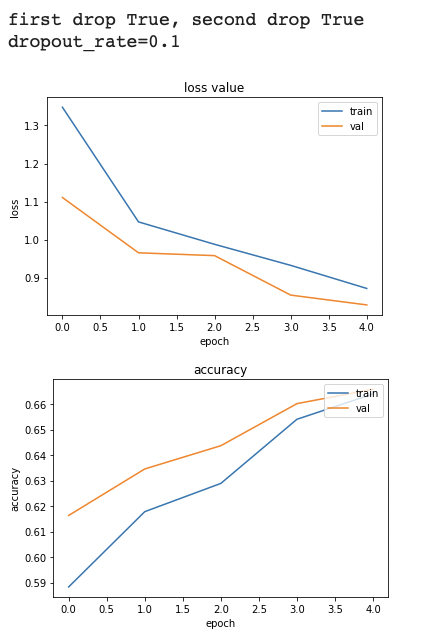 first drop True, second drop True
dropout_rate=0.1
loss value
train
val
1.3
1.2
1.1
1.0
0.9
loss
0.0 0.5 1.0 1.5 2.0 2.5 3.0 3.5 4.0
epoch
accuracy
train
val
0.66
0.65
0.64
0.63
0.62
0.61
0.60
0.59
accuracy
0.0 0.5 1.0 1.5 2.0 2.5 3.0 3.5 4.0
epoch